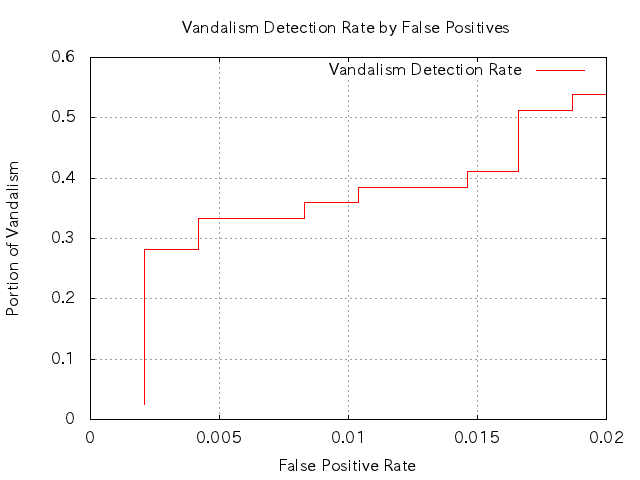 Vandalism Detection Rate by False Positives
Vandalism Detection Rate
0.6
0.5
0.4
0.3
0.2
0.1
0
Portion of Vandalism
0 0.005 0.01 0.015 0.02
False Positive Rate